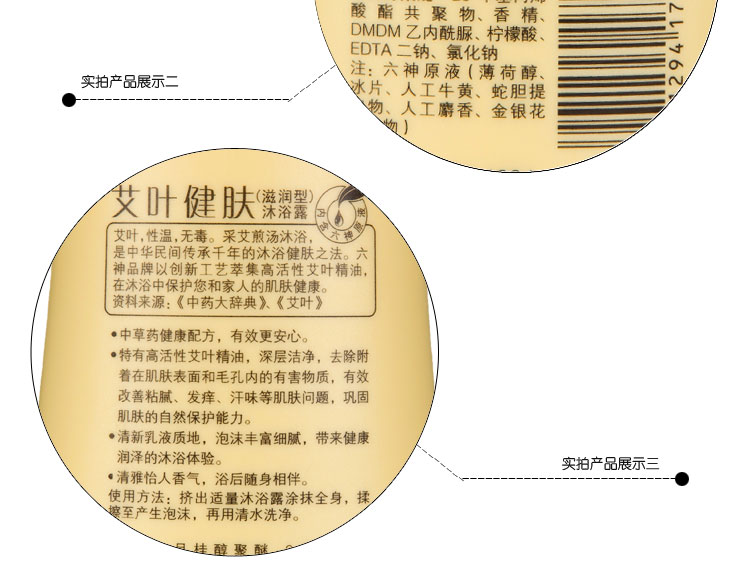 酸酯共聚物、香精、
DMDM乙内酰脲、柠檬酸、
EDTA二钠、氯化钠
注：六神原液(薄荷醇、
冰片、人工牛黄、蛇胆提
物、人工麝香、金银花
物)
实拍产品展示二
艾叶健肤(滋润型)
沐浴露
内含六神原液
艾叶,性温,无毒。采艾煎汤沐浴，
是中华民间传承千年的沐浴健肤之法。六
神品牌以创新工艺萃集高活性艾叶精油，
在沐浴中保护您和家人的肌肤健康。
资料来源:《中药大辞典》、《艾叶》
•中草药健康配方，有效更安心。
•特有高活性艾叶精油，深层洁净，去除附
着在肌肤表面和毛孔内的有害物质，有效
改善粘腻、发痒、汗味等肌肤问题，巩固
肌肤的自然保护能力。
•清新乳液质地，泡沫丰富细腻，带来健康
润泽的沐浴体验。
•清雅怡人香气，浴后随身相伴。
使用方法：挤出适量沐浴露涂抹全身，揉
擦至产生泡沫，再用清水洗净。
月桂醇聚醚
实拍产品展示三